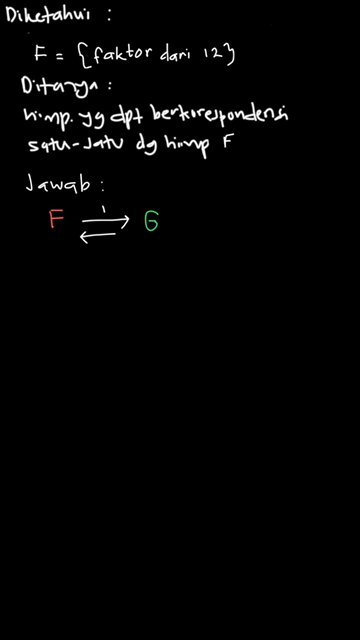 Diketahui :
F = {faktor dari 12}
Ditanya :
himp. yg dpt berkorespondensi
satu-satu dg himp F
Jawab :
F G